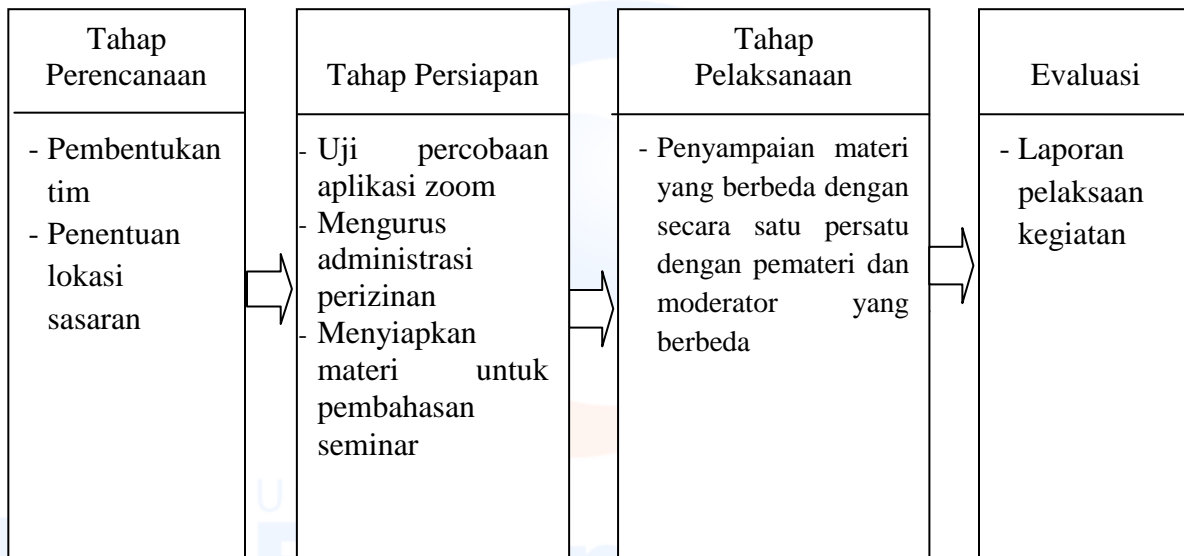 Tahap
Perencanaan
- Pembentukan
tim
- Penentuan
lokasi
sasaran
Tahap Persiapan
- Uji percobaan
aplikasi zoom
- Mengurus
administrasi
perizinan
- Menyiapkan
materi untuk
pembahasan
seminar
Tahap
Pelaksanaan
- Penyampaian materi
yang berbeda dengan
secara satu persatu
dengan pemateri dan
moderator yang
berbeda
Evaluasi
- Laporan
pelaksaan
kegiatan